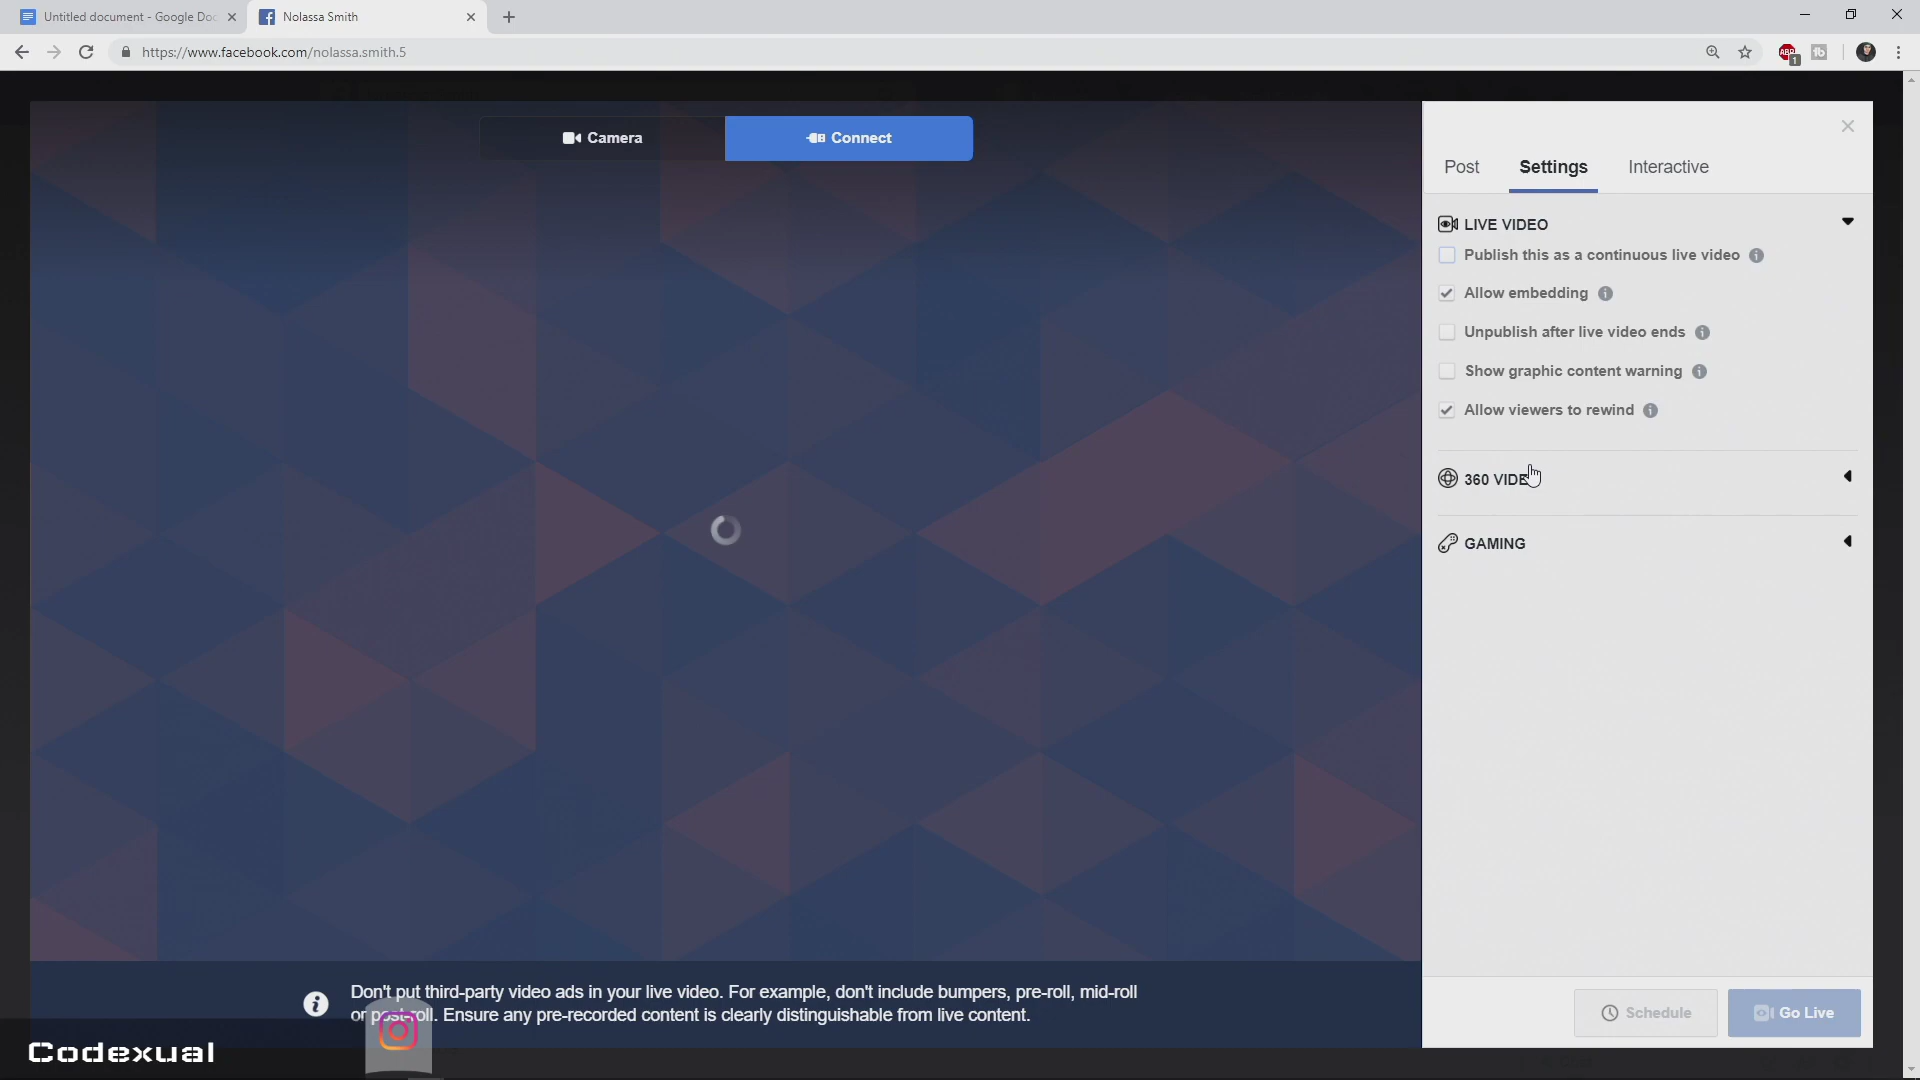 Untitled document - Google Doc
Nolassa Smith
https://www.facebook.com/nolassa.smith.5
ABP
1
tb
Camera
Connect
Post
Settings
Interactive
LIVE VIDEO
Publish this as a continuous live video
Allow embedding
Unpublish after live video ends
Show graphic content warning
Allow viewers to rewind
360 VIDE
GAMING
Don't put third-party video ads in your live video. For example, don't include bumpers, pre-roll, mid-roll
or post-roll. Ensure any pre-recorded content is clearly distinguishable from live content.
Schedule
Go Live
Codexual